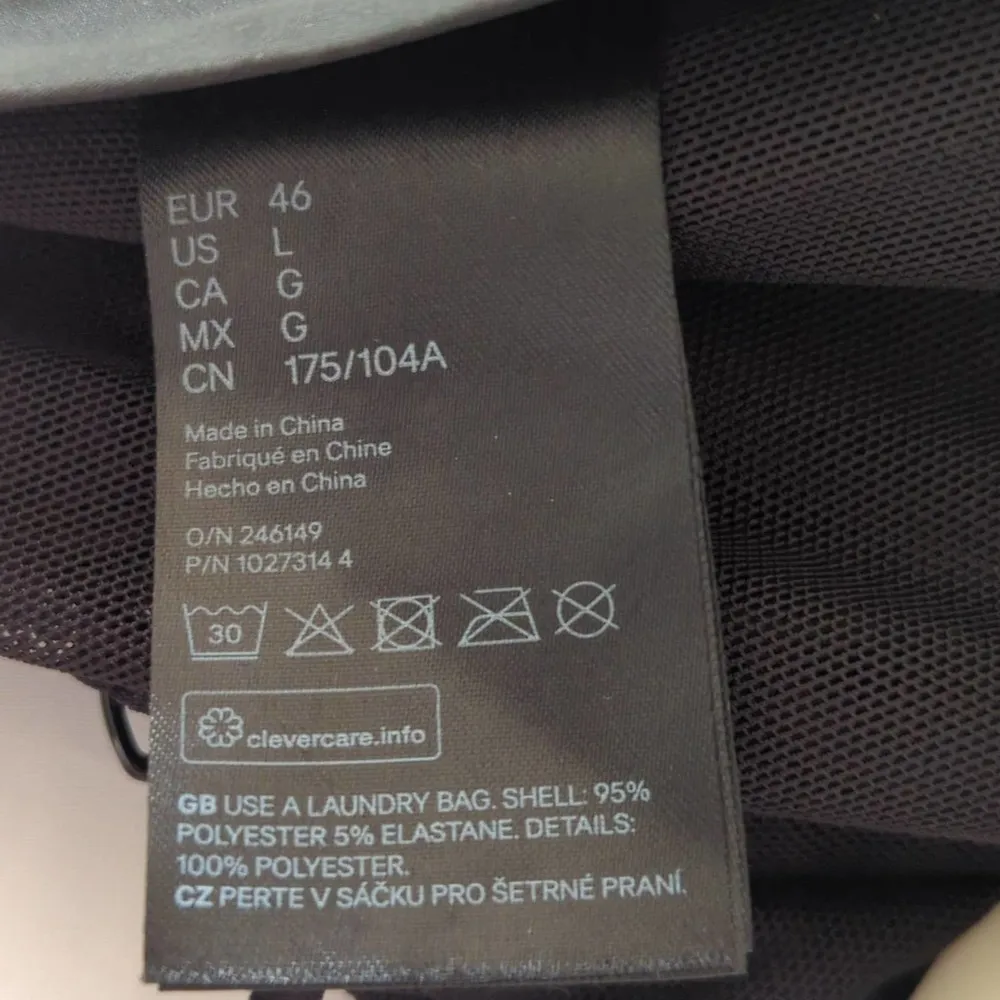 EUR 46
US L
CA G
MX G
CN 175/104A
Made in China
Fabriqué en Chine
Hecho en China
O/N 246149
P/N 1027314 4
30
clevercare.info
GB USE A LAUNDRY BAG. SHELL: 95%
POLYESTER 5% ELASTANE. DETAILS:
100% POLYESTER.
CZ PERTE V SÁČKU PRO ŠETRNÉ PRANÍ.